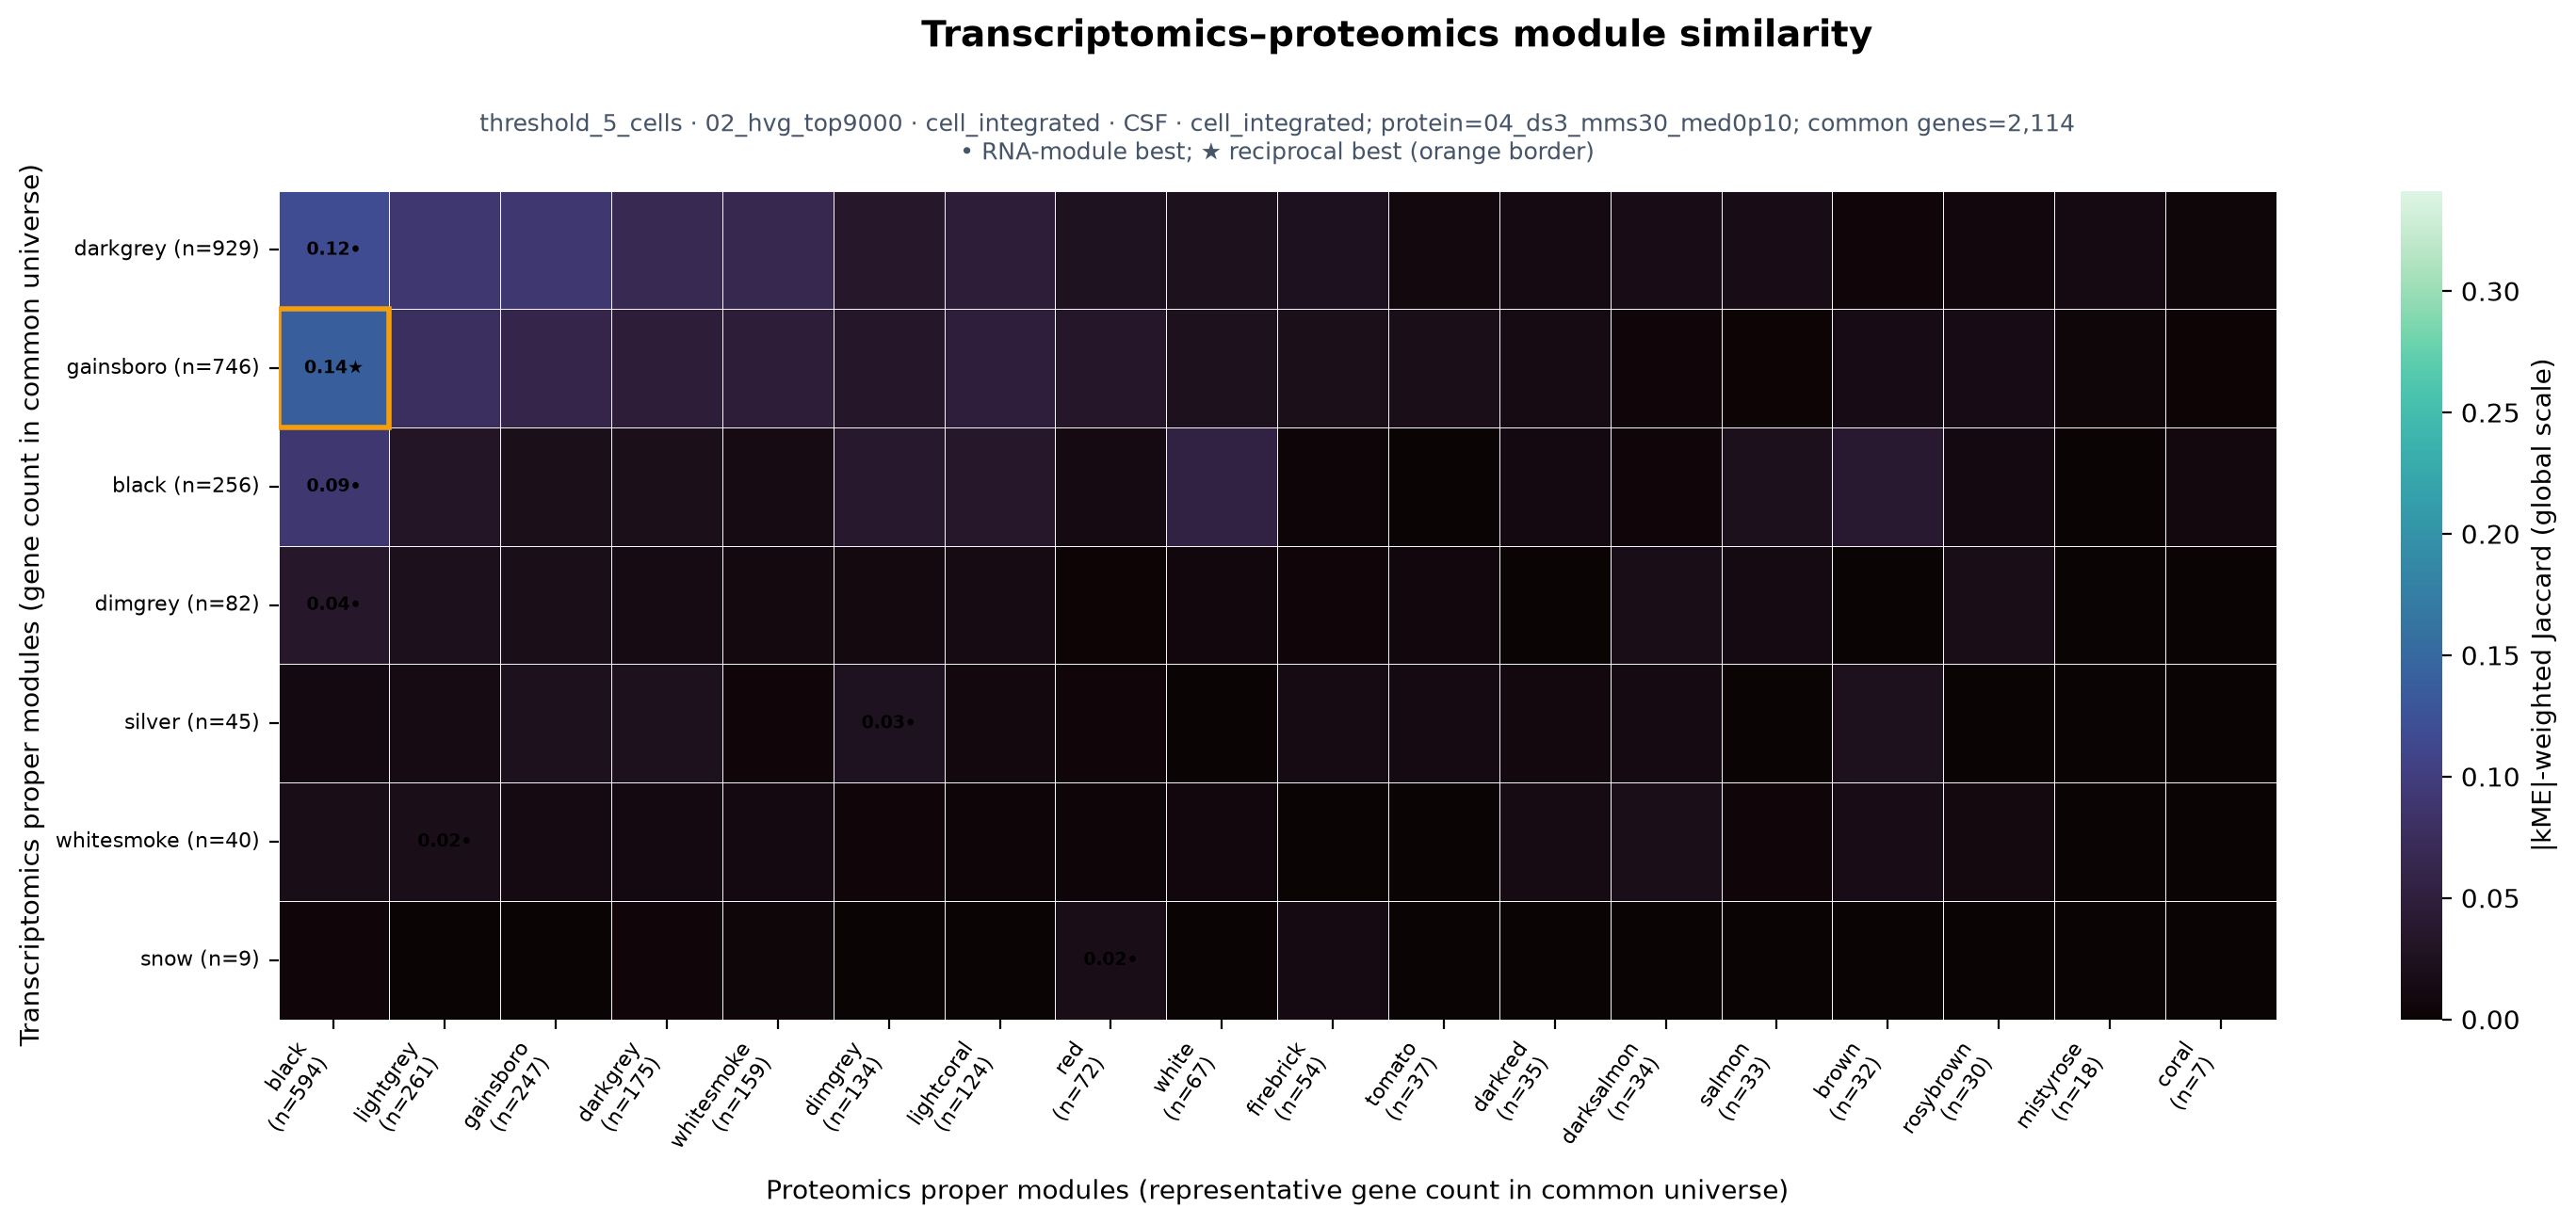 Transcriptomics–proteomics module similarity
threshold_5_cells · 02_hvg_top9000 · cell_integrated · CSF · cell_integrated; protein=04_ds3_mms30_med0p10; common genes=2,114
• RNA-module best; ★ reciprocal best (orange border)
Transcriptomics proper modules (gene count in common universe)
darkgrey (n=929)
gainsboro (n=746)
black (n=256)
dimgrey (n=82)
silver (n=45)
whitesmoke (n=40)
snow (n=9)
0.12•
0.14★
0.09•
0.04•
0.03•
0.02•
0.02•
black
(n=594)
lightgrey
(n=261)
gainsboro
(n=247)
darkgrey
(n=175)
whitesmoke
(n=159)
dimgrey
(n=134)
lightcoral
(n=124)
red
(n=72)
white
(n=67)
firebrick
(n=54)
tomato
(n=37)
darkred
(n=35)
darksalmon
(n=34)
salmon
(n=33)
brown
(n=32)
rosybrown
(n=30)
mistyrose
(n=18)
coral
(n=7)
Proteomics proper modules (representative gene count in common universe)
0.30
0.25
0.20
0.15
0.10
0.05
0.00
|kME|-weighted Jaccard (global scale)